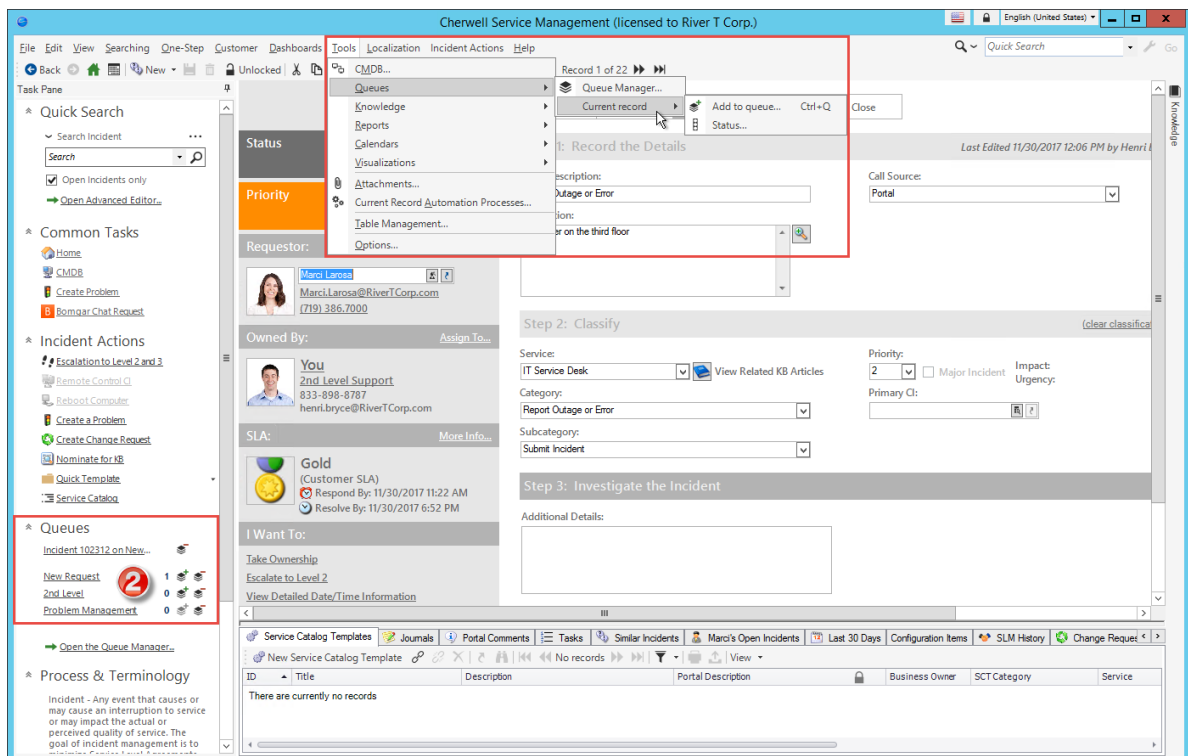 Cherwell Service Management (licensed to River T Corp.)
English (United States)
File Edit View Searching One-Step Customer Dashboards Tools Localization Incident Actions Help
Quick Search
Go
Back
New
Unlocked
Record 1 of 22
Task Pane
Quick Search
Search Incident
Search
Open Incidents only
Open Advanced Editor...
Common Tasks
Home
CMDB
Create Problem
Bomgar Chat Request
Incident Actions
Escalation to Level 2 and 3
Remote Control CI
Reboot Computer
Create a Problem
Create Change Request
Nominate for KB
Quick Template
Service Catalog
Queues
Incident 102312 on New...
New Request 1
2nd Level 0
Problem Management 0
2
Open the Queue Manager...
Process & Terminology
Incident - Any event that causes or
may cause an interruption to service
or may impact the actual or
perceived quality of service. The
goal of incident management is to
minimize Service Level Agreements
CMDB...
Queues
Knowledge
Reports
Calendars
Visualizations
Attachments...
Current Record Automation Processes...
Table Management...
Options...
Queue Manager...
Current record
Add to queue... Ctrl+Q
Status...
Close
Knowledge
Status
Priority
Requestor:
Marci Larosa
Marci.Larosa@RiverTCorp.com
(719) 386.7000
Owned By: Assign To...
You
2nd Level Support
833-898-8787
henri.bryce@RiverTCorp.com
SLA: More Info...
Gold
(Customer SLA)
Respond By: 11/30/2017 11:22 AM
Resolve By: 11/30/2017 6:52 PM
I Want To:
Take Ownership
Escalate to Level 2
View Detailed Date/Time Information
1: Record the Details
Last Edited 11/30/2017 12:06 PM by Henri
escription:
Outage or Error
Call Source:
Portal
tion:
er on the third floor
Step 2: Classify
(clear classificat
Service:
IT Service Desk
View Related KB Articles
Priority:
2
Major Incident
Impact:
Urgency:
Category:
Report Outage or Error
Primary CI:
Subcategory:
Submit Incident
Step 3: Investigate the Incident
Additional Details:
Service Catalog Templates Journals Portal Comments Tasks Similar Incidents Marci's Open Incidents Last 30 Days Configuration Items SLM History Change Reques
New Service Catalog Template
No records
View
ID Title Description Portal Description Business Owner SCT Category Service
There are currently no records